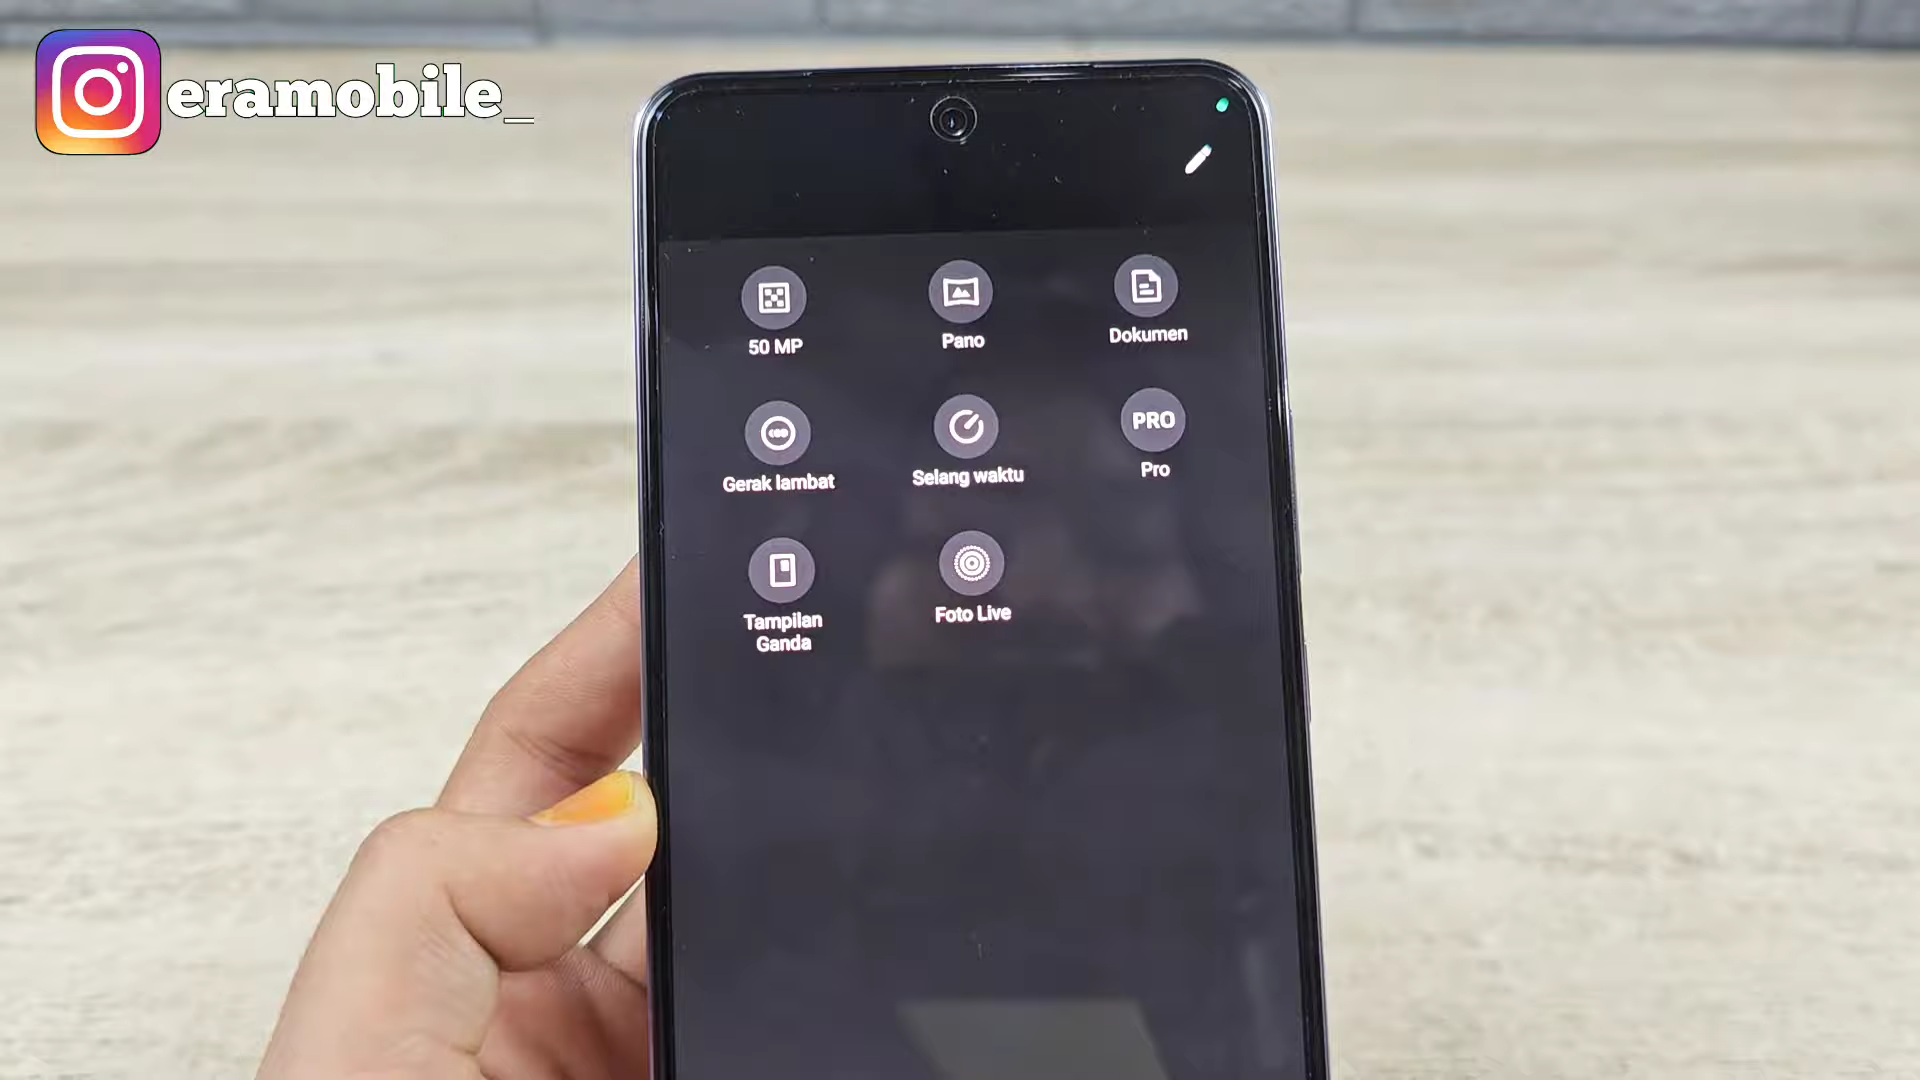 eramobile_
50 MP
Pano
Dokumen
PRO
Gerak lambat
Selang waktu
Pro
Tampilan
Ganda
Foto Live